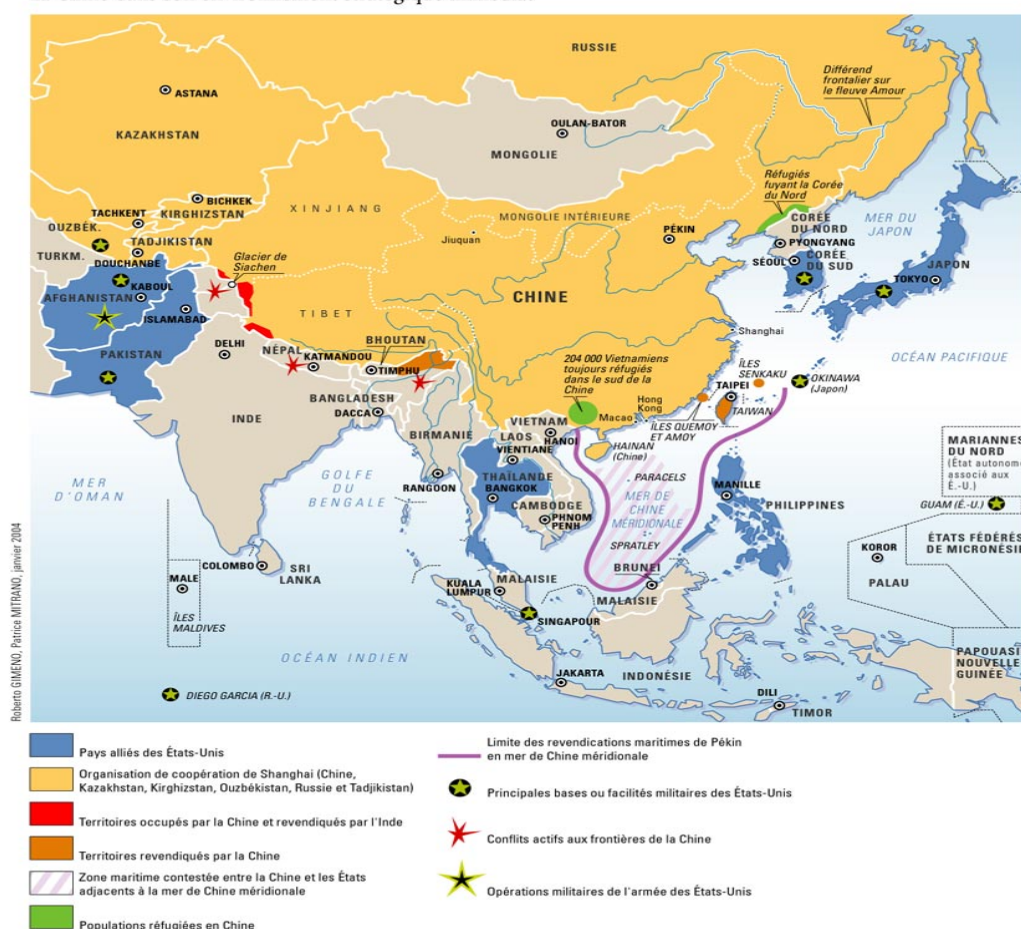 RUSSIE
Différend
frontalier sur
le fleuve Amour
ASTANA
KAZAKHSTAN
OULAN-BATOR
MONGOLIE
Réfugiés
fuyant la Corée
du Nord
BICHKEK
TACHKENT
KIRGHIZSTAN
OUZBÉK.
XINJIANG
MONGOLIE INTÉRIEURE
CORÉE
DU NORD
MER DU
JAPON
TADJIKISTAN
TURKM.
DOUCHANBE
Jiuquan
PÉKIN
PYONGYANG
SÉOUL
CORÉE
DU SUD
JAPON
TOKYO
Glacier de
Siachen
KABOUL
AFGHANISTAN
ISLAMABAD
CHINE
TIBET
Shanghai
PAKISTAN
DELHI
NÉPAL
KATMANDOU
BHOUTAN
TIMPHU
204 000 Vietnamiens
toujours réfugiés
dans le sud de la
Chine
ÎLES
SENKAKU
OCÉAN PACIFIQUE
TAIPEI
OKINAWA
(Japon)
TAIWAN
BANGLADESH
DACCA
INDE
Hong
Kong
Macao
ÎLES QUEMOY
ET AMOY
VIETNAM
HANOI
BIRMANIE
LAOS
VIENTIANE
HAINAN
(Chine)
MARIANNES
DU NORD
(État autonome
associé aux
É.-U.)
MER
D'OMAN
GOLFE
DU
BENGALE
RANGOON
THAÏLANDE
BANGKOK
PARACELS
MANILLE
PHILIPPINES
CAMBODGE
PHNOM
PENH
MER DE
CHINE
MÉRIDIONALE
GUAM (É.-U.)
SPRATLEY
ÉTATS FÉDÉRÉS
DE MICRONÉSIE
KOROR
PALAU
COLOMBO
SRI
LANKA
MALE
ÎLES
MALDIVES
BRUNEI
MALAISIE
KUALA
LUMPUR
MALAISIE
SINGAPOUR
OCÉAN INDIEN
INDONÉSIE
JAKARTA
PAPOUASI
NOUVELLE
GUINÉE
DIEGO GARCIA (R.-U.)
DILI
TIMOR
Roberto GIMENO, Patrice MITRANO, janvier 2004
Pays alliés des États-Unis
Organisation de coopération de Shanghai (Chine,
Kazakhstan, Kirghizstan, Ouzbékistan, Russie et Tadjikistan)
Territoires occupés par la Chine et revendiqués par l'Inde
Territoires revendiqués par la Chine
Zone maritime contestée entre la Chine et les États
adjacents à la mer de Chine méridionale
Populations réfugiées en Chine
Limite des revendications maritimes de Pékin
en mer de Chine méridionale
Principales bases ou facilités militaires des États-Unis
Conflits actifs aux frontières de la Chine
Opérations militaires de l'armée des États-Unis